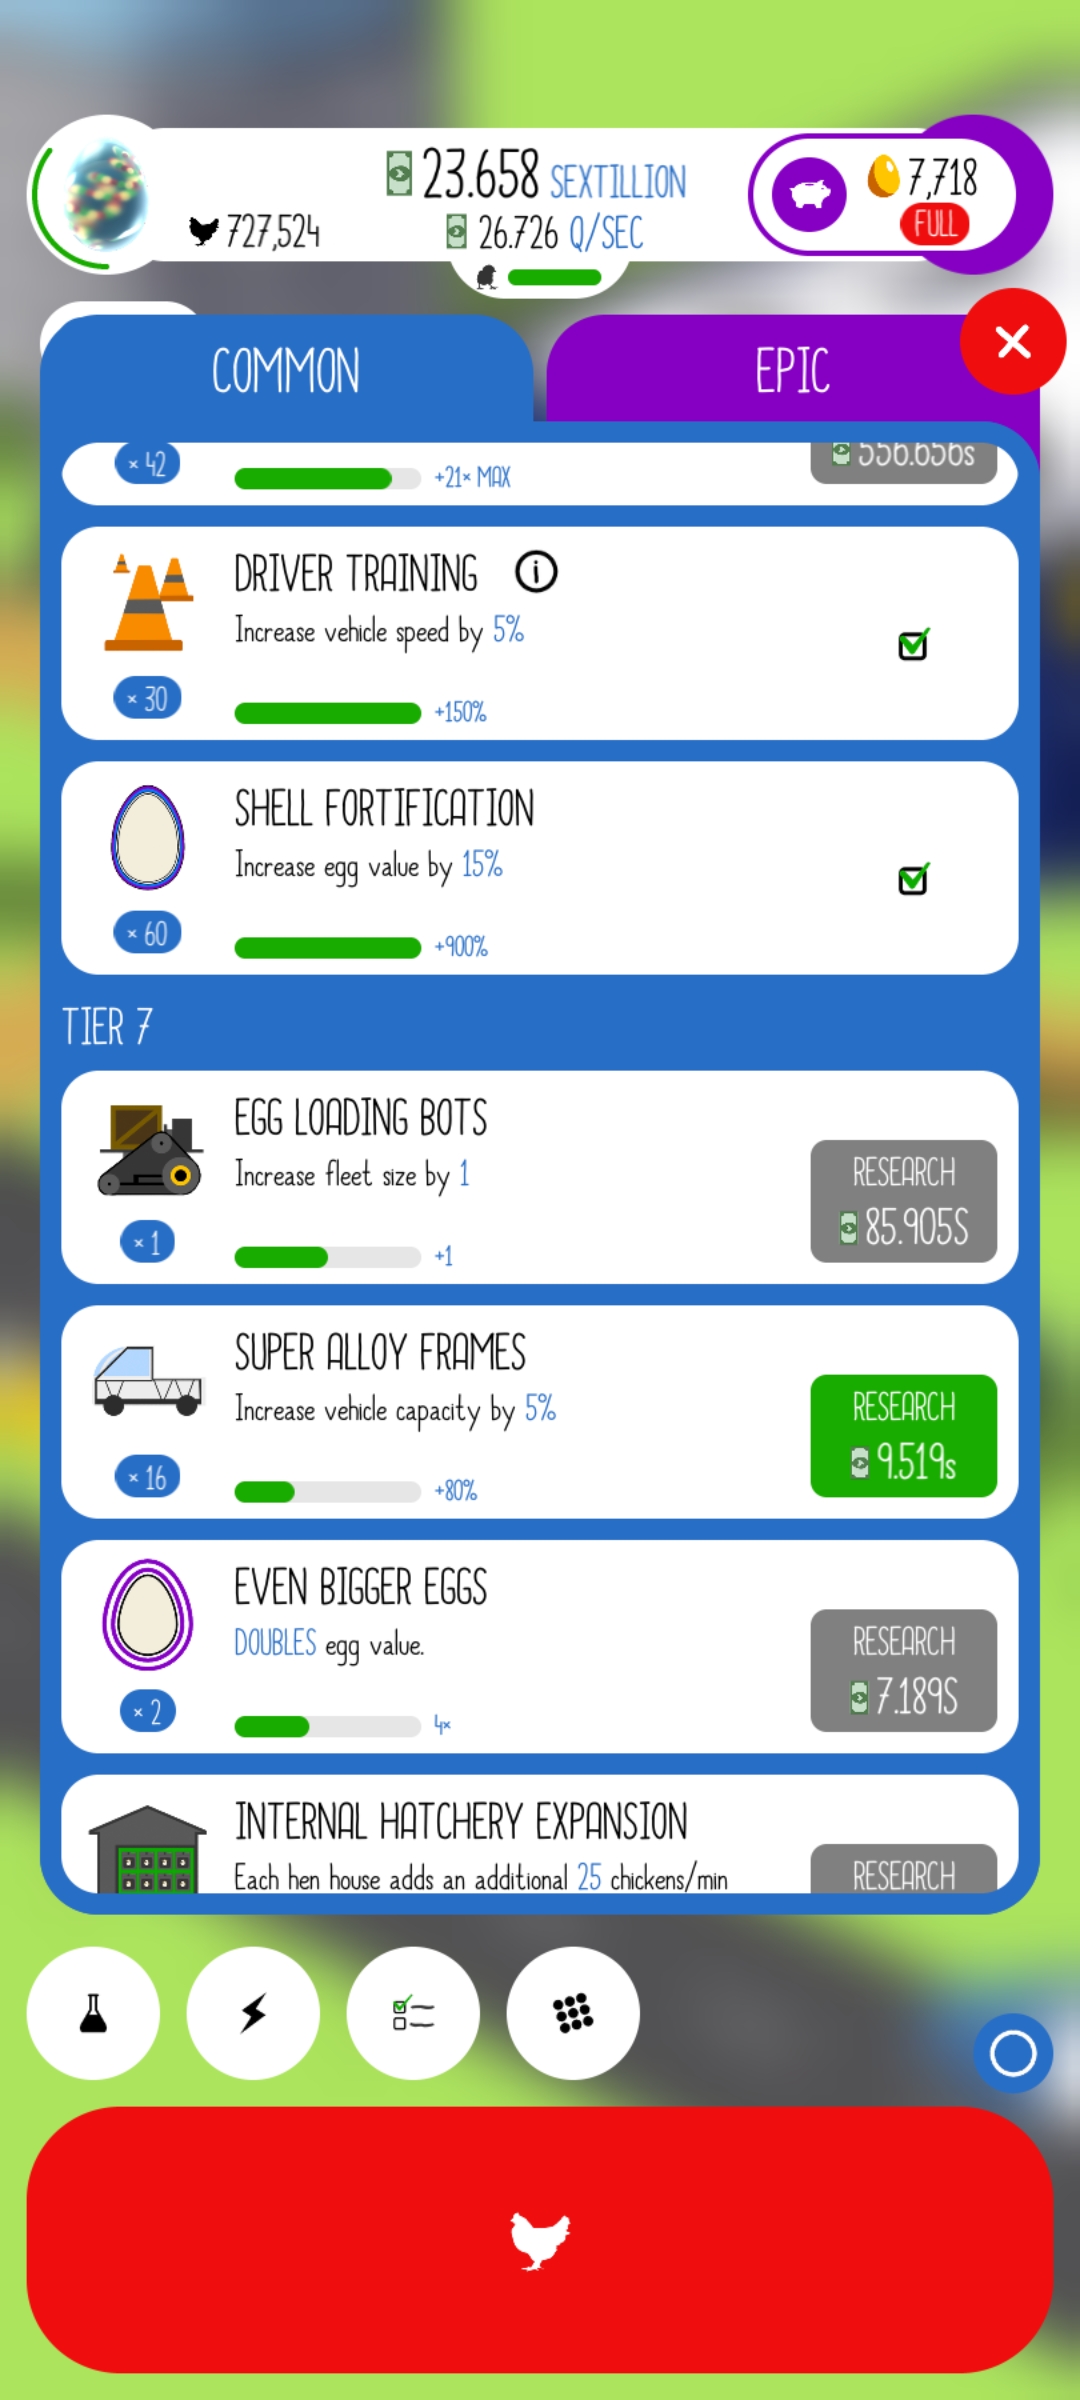 23.658 SEXTILLION
727,524
26.726 Q/SEC
7,718
FULL
COMMON
EPIC
× 42
+21× MAX
556.656s
DRIVER TRAINING
Increase vehicle speed by 5%
× 30
+150%
SHELL FORTIFICATION
Increase egg value by 15%
× 60
+900%
TIER 7
EGG LOADING BOTS
Increase fleet size by 1
× 1
+1
RESEARCH
85.905S
SUPER ALLOY FRAMES
Increase vehicle capacity by 5%
× 16
+80%
RESEARCH
9.519s
EVEN BIGGER EGGS
DOUBLES egg value.
× 2
4×
RESEARCH
7.189S
INTERNAL HATCHERY EXPANSION
Each hen house adds an additional 25 chickens/min
RESEARCH